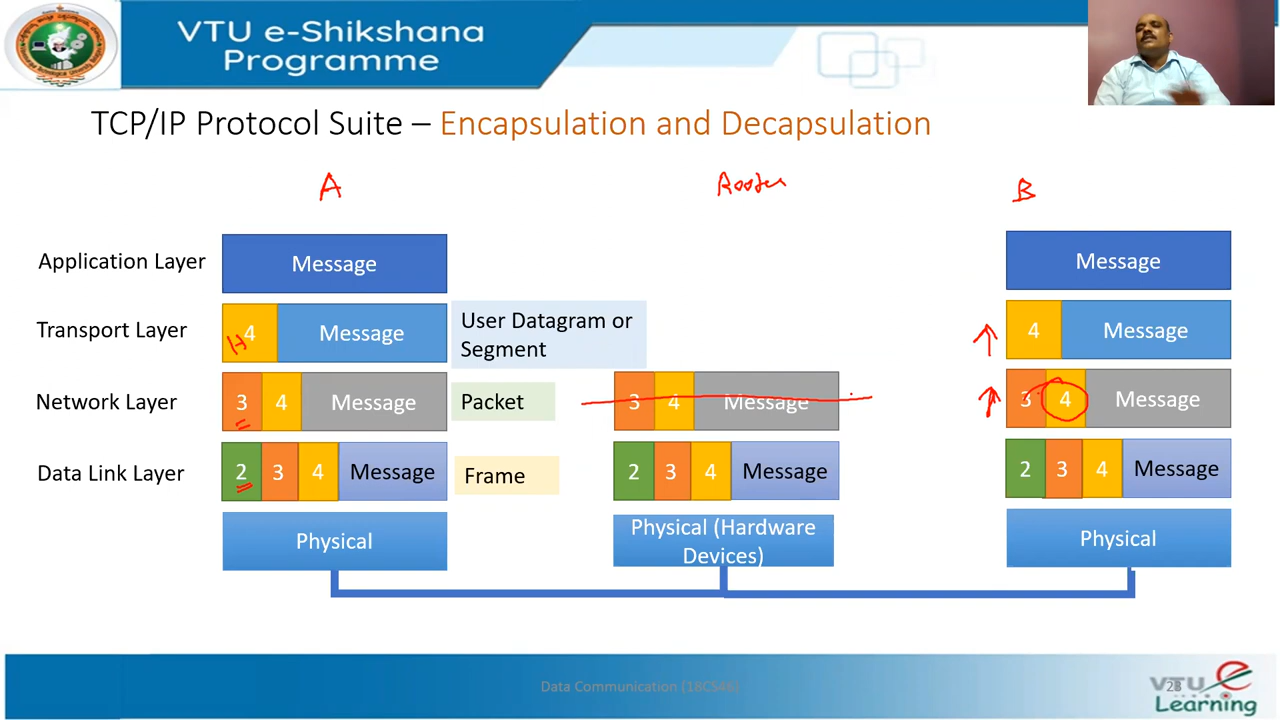 VTU e-Shikshana
Programme
TCP/IP Protocol Suite – Encapsulation and Decapsulation
A
Rooter
B
Application Layer
Message
Message
Transport Layer
H 4
Message
User Datagram or
Segment
4
Message
Network Layer
3
4
Message
Packet
3
4
Message
3
4
Message
Data Link Layer
2
3
4
Message
Frame
2
3
4
Message
2
3
4
Message
Physical
Physical (Hardware
Devices)
Physical
Data Communication (18CS46)
28
VTU e
Learning